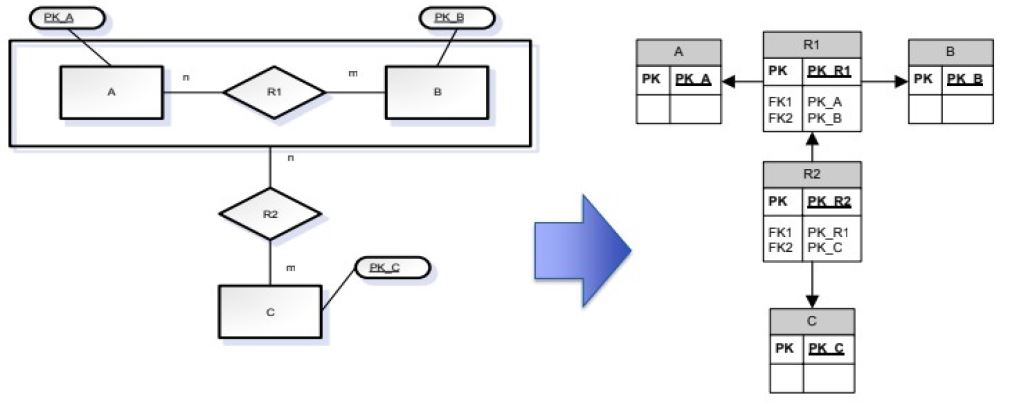 PK_A
PK_B
A
n
R1
m
B
n
R2
m
PK_C
C
A
PK PK_A
R1
PK PK_R1
FK1 PK_A
FK2 PK_B
B
PK PK_B
R2
PK PK_R2
FK1 PK_R1
FK2 PK_C
C
PK PK_C